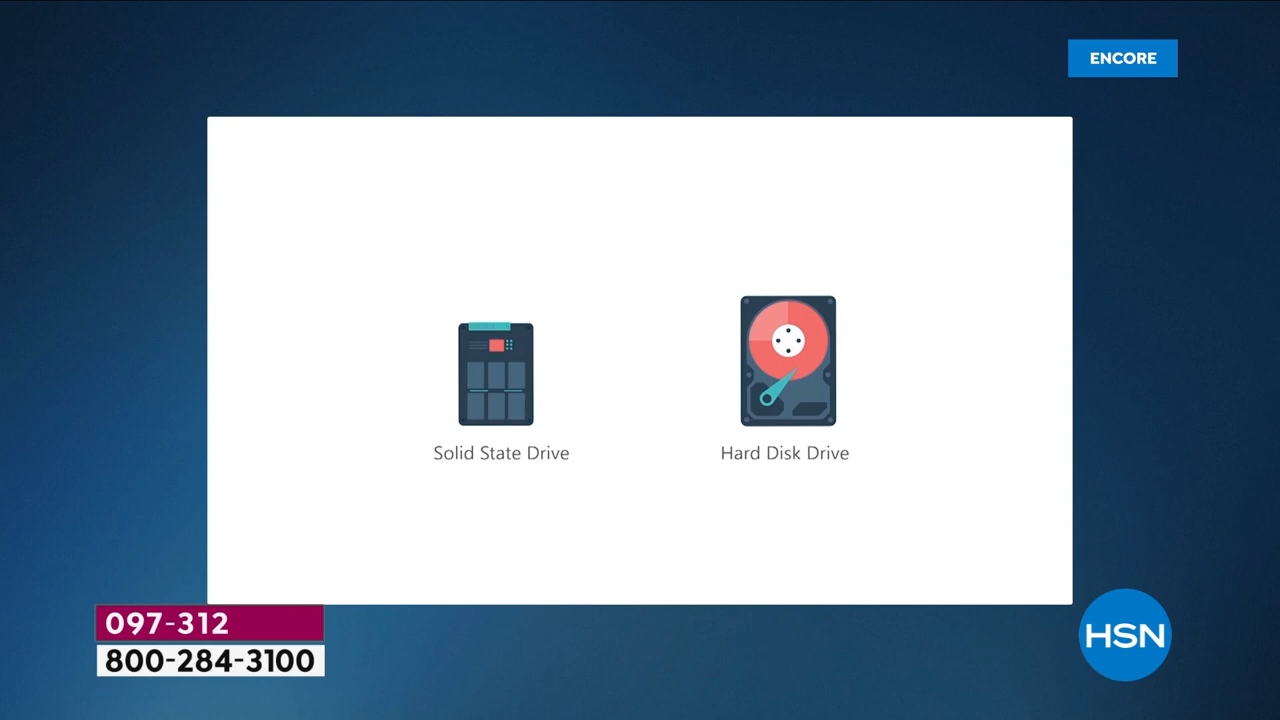 ENCORE
Solid State Drive
Hard Disk Drive
097-312
800-284-3100
HSN